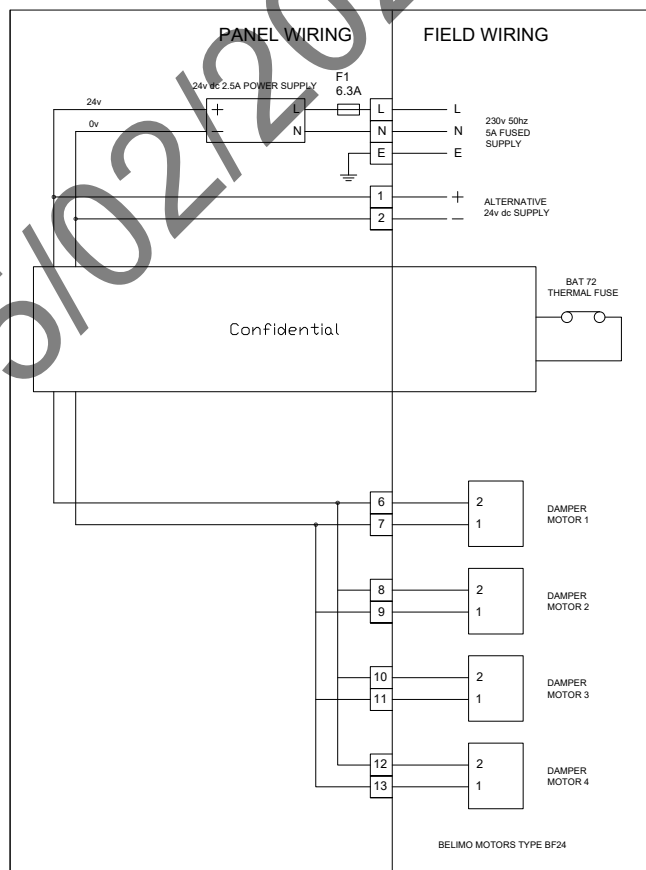 PANEL WIRING
FIELD WIRING
24v dc 2.5A POWER SUPPLY
F1
6.3A
24v
+
L
L
L
0v
−
N
N
N
E
E
230v 50hz
5A FUSED
SUPPLY
1
+
2
−
ALTERNATIVE
24v dc SUPPLY
Confidential
BAT 72
THERMAL FUSE
6
2
7
1
DAMPER
MOTOR 1
8
2
9
1
DAMPER
MOTOR 2
10
2
11
1
DAMPER
MOTOR 3
12
2
13
1
DAMPER
MOTOR 4
BELIMO MOTORS TYPE BF24